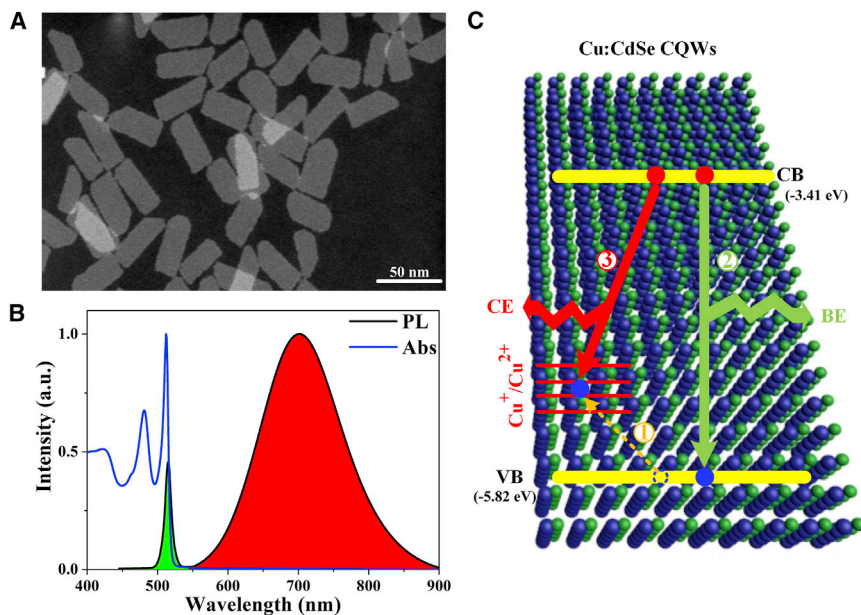 A
50 nm
B
PL
Abs
1.0
0.5
0.0
Intensity (a.u.)
400 500 600 700 800 900
Wavelength (nm)
C
Cu:CdSe CQWs
CB
(-3.41 eV)
③ ②
CE
BE
Cu⁺/Cu²⁺
①
VB
(-5.82 eV)